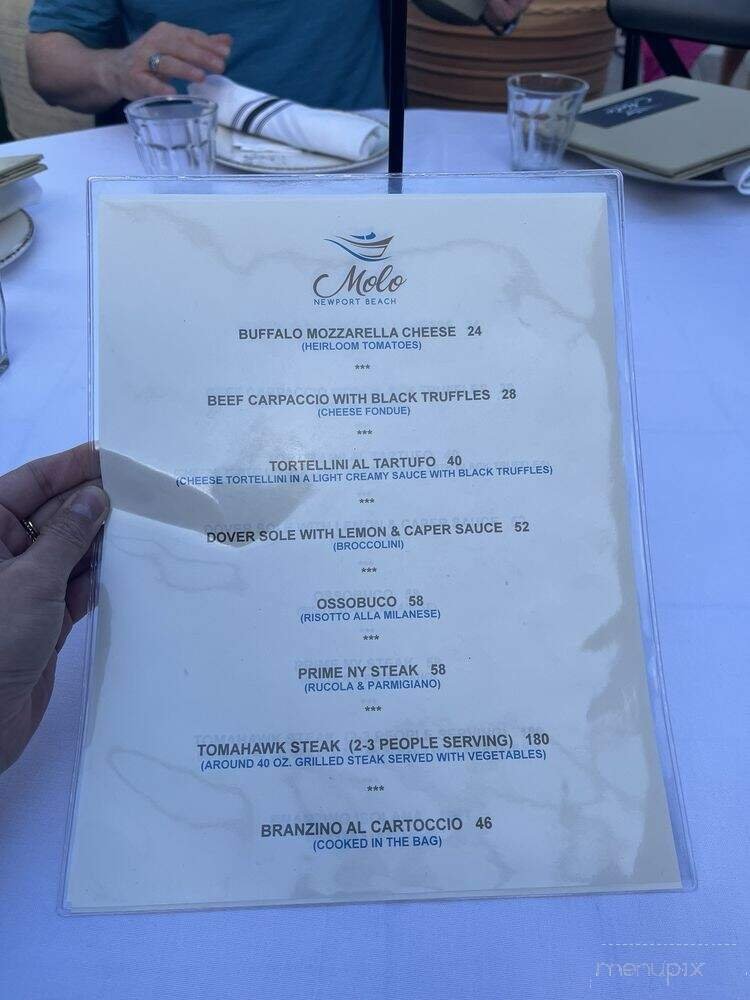 Molo
NEWPORT BEACH
BUFFALO MOZZARELLA CHEESE 24
(HEIRLOOM TOMATOES)
***
BEEF CARPACCIO WITH BLACK TRUFFLES 28
(CHEESE FONDUE)
***
TORTELLINI AL TARTUFO 40
(CHEESE TORTELLINI IN A LIGHT CREAMY SAUCE WITH BLACK TRUFFLES)
***
DOVER SOLE WITH LEMON & CAPER SAUCE 52
(BROCCOLINI)
***
OSSOBUCO 58
(RISOTTO ALLA MILANESE)
***
PRIME NY STEAK 58
(RUCOLA & PARMIGIANO)
***
TOMAHAWK STEAK (2-3 PEOPLE SERVING) 180
(AROUND 40 OZ. GRILLED STEAK SERVED WITH VEGETABLES)
***
BRANZINO AL CARTOCCIO 46
(COOKED IN THE BAG)
menupix